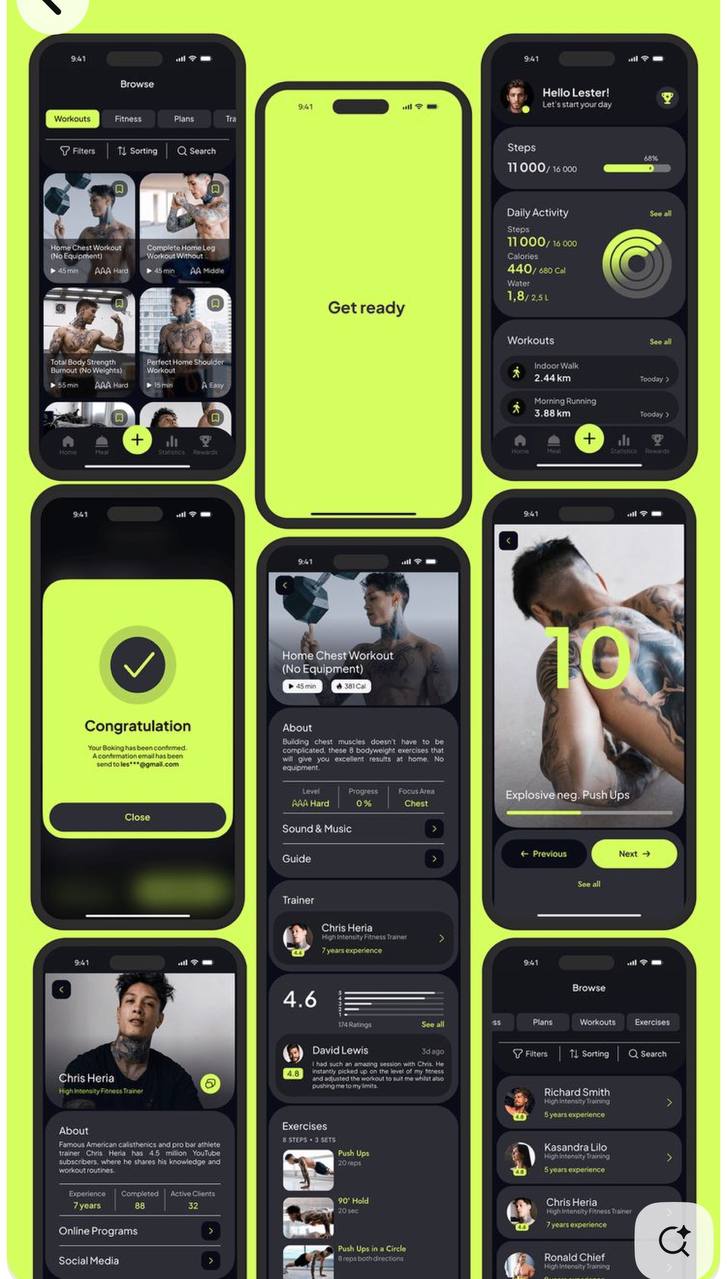 9:41
Browse
Workouts
Fitness
Plans
Tra
Filters
Sorting
Search
Home Chest Workout
(No Equipment)
45 min
Hard
Complete Home Leg
Workout Without
45 min
Middle
Total Body Strength
Burnout (No Weights)
55 min
Hard
Perfect Home Shoulder
Workout
15 min
Easy
Home
Meal
Statistics
Rewards
9:41
Get ready
9:41
Hello Lester!
Let's start your day
Steps
11 000/ 16 000
68%
Daily Activity
See all
Steps
11 000/ 16 000
Calories
440/ 680 Cal
Water
1,8/ 2,5 L
Workouts
See all
Indoor Walk
2.44 km
Tooday
Morning Running
3.88 km
Tooday
Home
Meal
Statistics
Rewards
9:41
Congratulation
Your Boking has been confirmed.
A confirmation email has been
send to les***@gmail.com
Close
9:41
Home Chest Workout
(No Equipment)
45 min
381 Cal
About
Building chest muscles doesn't have to be
complicated, these 8 bodyweight exercises that
will give you excellent results at home. No
equipment.
Level
Hard
Progress
0 %
Focus Area
Chest
Sound & Music
Guide
Trainer
Chris Heria
High Intensity Fitness Trainer
7 years experience
4.6
4.6
5
4
3
2
1
174 Ratings
See all
David Lewis
3d ago
4.8
I had such an amazing session with Chris. He
instantly picked up on the level of my fitness
and adjusted the workout to suit me whilst also
pushing me to my limits.
Exercises
8 STEPS • 3 SETS
Push Ups
20 reps
90' Hold
20 sec
Push Ups in a Circle
8 reps both directions
9:41
10
Explosive neg. Push Ups
Previous
Next
See all
9:41
Chris Heria
High Intensity Fitness Trainer
About
Famous American calisthenics and pro bar athlete
trainer Chris Heria has 4.5 million YouTube
subscribers, where he shares his knowledge and
workout routines.
Experience
7 years
Completed
88
Active Clients
32
Online Programs
Social Media
9:41
Browse
ss
Plans
Workouts
Exercises
Filters
Sorting
Search
Richard Smith
High Intensity Training
5 years experience
4.8
Kasandra Lilo
High Intensity Training
5 years experience
4.8
Chris Heria
High Intensity Fitness Trainer
7 years experience
4.6
Ronald Chief
High Intensity Training